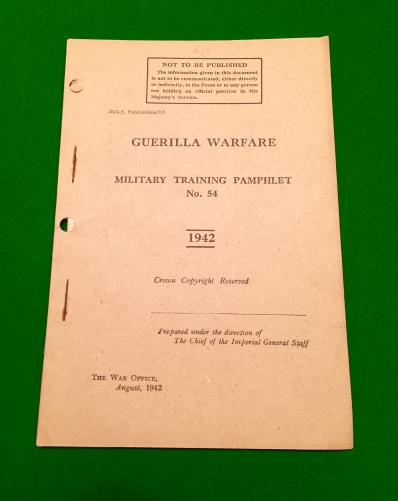 NOT TO BE PUBLISHED
The information given in this document
is not to be communicated, either directly
or indirectly, to the Press or to any person
not holding an official position in His
Majesty's Service.
26/G.S. Publications/719
GUERILLA WARFARE
MILITARY TRAINING PAMPHLET
No. 54
1942
Crown Copyright Reserved
Prepared under the direction of
The Chief of the Imperial General Staff
THE WAR OFFICE,
August, 1942